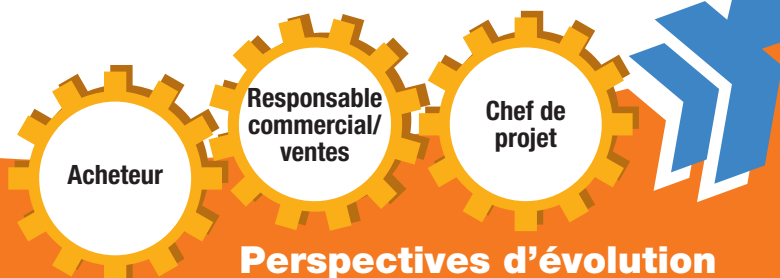 Acheteur
Responsable
commercial/
ventes
Chef de
projet
Perspectives d'évolution